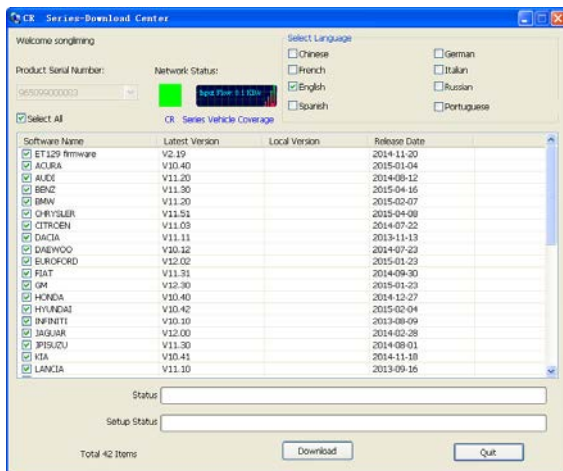 CR Series-Download Center
Welcome songliming
Product Serial Number:
965099000003
Network Status:
Select All
CR Series Vehicle Coverage
Select Language
Chinese
German
French
Italian
English
Russian
Spanish
Portuguese
Software Name Latest Version Local Version Release Date
ET129 firmware V2.19 2014-11-20
ACURA V10.40 2015-01-04
AUDI V11.20 2014-08-12
BENZ V11.30 2015-04-16
BMW V11.20 2015-02-07
CHRYSLER V11.51 2015-04-08
CITROEN V11.03 2014-07-22
DACIA V11.11 2013-11-13
DAEWOO V10.12 2014-07-23
EUROFORD V12.02 2015-01-23
FIAT V11.31 2014-09-30
GM V12.30 2015-01-23
HONDA V10.40 2014-12-27
HYUNDAI V10.42 2015-02-04
INFINITI V10.10 2013-08-09
JAGUAR V12.00 2014-02-28
JPISUZU V11.30 2014-08-01
KIA V10.41 2014-11-18
LANCIA V11.10 2013-09-16
Status
Setup Status
Total 42 Items
Download
Quit